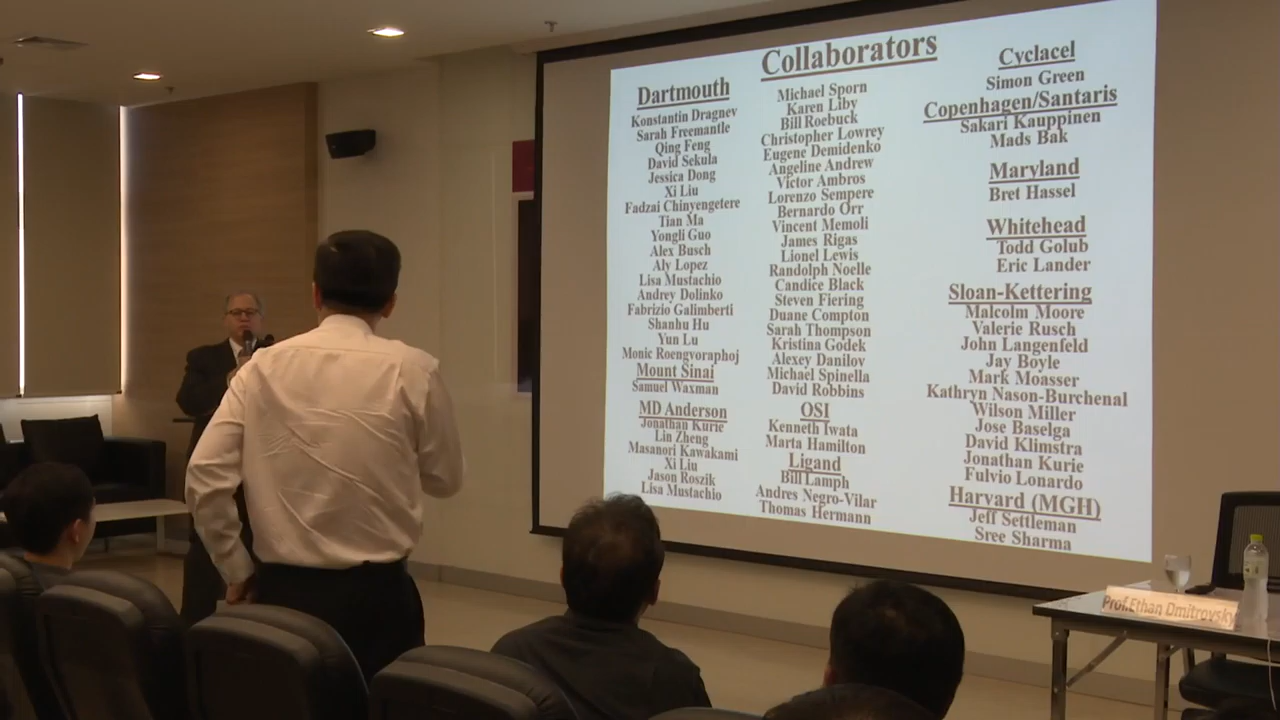 Collaborators
Dartmouth
Konstantin Dragnev
Sarah Freemantle
Qing Feng
David Sekula
Jessica Dong
Xi Liu
Fadzai Chinyengetere
Tian Ma
Yongli Guo
Alex Busch
Aly Lopez
Lisa Mustachio
Andrey Dolinko
Fabrizio Galimberti
Shanhu Hu
Yun Lu
Monic Roengvoraphoj
Mount Sinai
Samuel Waxman
MD Anderson
Jonathan Kurie
Lin Zheng
Masanori Kawakami
Xi Liu
Jason Roszik
Lisa Mustachio
Michael Sporn
Karen Liby
Bill Roebuck
Christopher Lowrey
Eugene Demidenko
Angeline Andrew
Victor Ambros
Lorenzo Sempere
Bernardo Orr
Vincent Memoli
James Rigas
Lionel Lewis
Randolph Noelle
Candice Black
Steven Fiering
Duane Compton
Sarah Thompson
Kristina Godek
Alexey Danilov
Michael Spinella
David Robbins
OSI
Kenneth Iwata
Marta Hamilton
Ligand
Bill Lamph
Andres Negro-Vilar
Thomas Hermann
Cyclacel
Simon Green
Copenhagen/Santaris
Sakari Kauppinen
Mads Bak
Maryland
Bret Hassel
Whitehead
Todd Golub
Eric Lander
Sloan-Kettering
Malcolm Moore
Valerie Rusch
John Langenfeld
Jay Boyle
Mark Moasser
Kathryn Nason-Burchenal
Wilson Miller
Jose Baselga
David Klimstra
Jonathan Kurie
Fulvio Lonardo
Harvard (MGH)
Jeff Settleman
Sree Sharma
Prof.Ethan Dmitrovsky